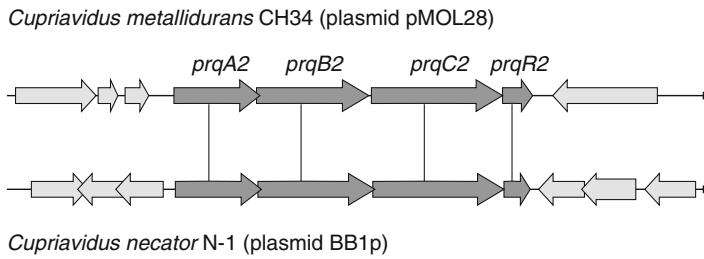 Cupriavidus metallidurans CH34 (plasmid pMOL28)
prqA2 prqB2 prqC2 prqR2
Cupriavidus necator N-1 (plasmid BB1p)